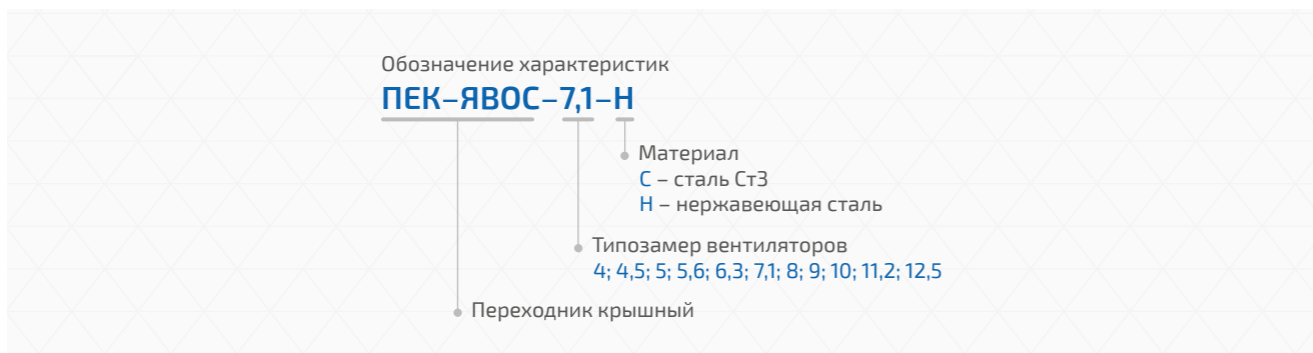 Обозначение характеристик
ПЕК–ЯВОС–7,1–Н
Материал
С – сталь Ст3
Н – нержавеющая сталь
Типозамер вентиляторов
4; 4,5; 5; 5,6; 6,3; 7,1; 8; 9; 10; 11,2; 12,5
Переходник крышный